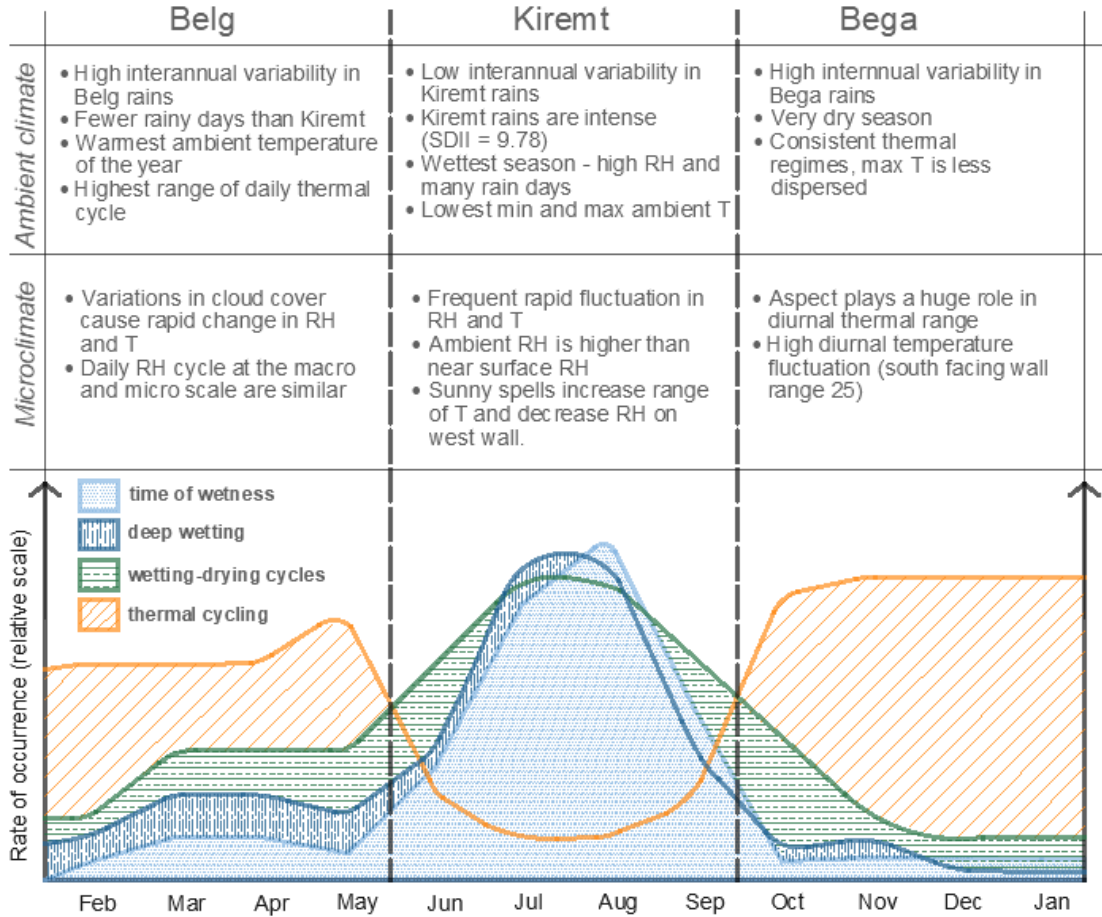 Belg
Kiremt
Bega
Ambient climate
• High interannual variability in
Belg rains
• Fewer rainy days than Kiremt
• Warmest ambient temperature
of the year
• Highest range of daily thermal
cycle
• Low interannual variability in
Kiremt rains
• Kiremt rains are intense
(SDII = 9.78)
• Wettest season - high RH and
many rain days
• Lowest min and max ambient T
• High internnual variability in
Bega rains
• Very dry season
• Consistent thermal
regimes, max T is less
dispersed
Microclimate
• Variations in cloud cover
cause rapid change in RH
and T
• Daily RH cycle at the macro
and micro scale are similar
• Frequent rapid fluctuation in
RH and T
• Ambient RH is higher than
near surface RH
• Sunny spells increase range
of T and decrease RH on
west wall.
• Aspect plays a huge role in
diurnal thermal range
• High diurnal temperature
fluctuation (south facing wall
range 25)
Rate of occurrence (relative scale)
time of wetness
deep wetting
wetting-drying cycles
thermal cycling
Feb Mar Apr May Jun Jul Aug Sep Oct Nov Dec Jan